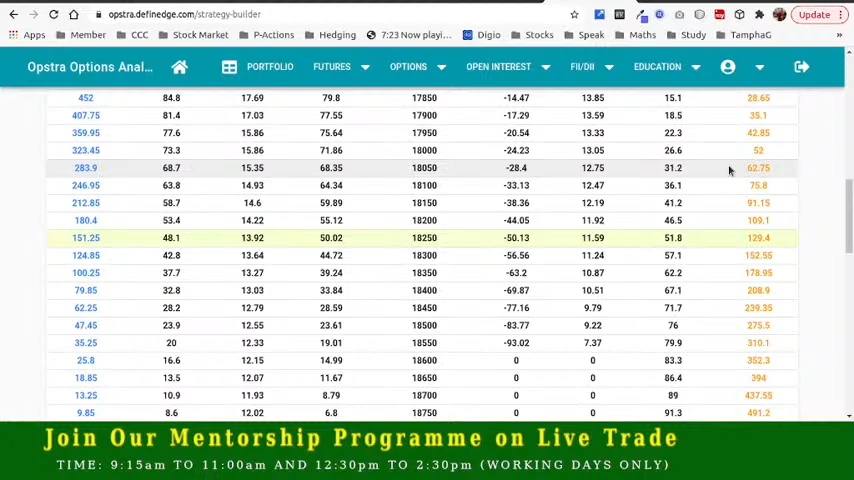 opstra.definedge.com/strategy-builder
Update
Apps Member CCC Stock Market P-Actions Hedging 7:23 Now playi... Digio Stocks Speak Maths Study TamphaG »
Opstra Options Anal... PORTFOLIO FUTURES OPTIONS OPEN INTEREST FII/DII EDUCATION
452 84.8 17.69 79.8 17850 -14.47 13.85 15.1 28.65
407.75 81.4 17.03 77.55 17900 -17.29 13.59 18.5 35.1
359.95 77.6 15.86 75.64 17950 -20.54 13.33 22.3 42.85
323.45 73.3 15.86 71.86 18000 -24.23 13.05 26.6 52
283.9 68.7 15.35 68.35 18050 -28.4 12.75 31.2 62.75
246.95 63.8 14.93 64.34 18100 -33.13 12.47 36.1 75.8
212.85 58.7 14.6 59.89 18150 -38.36 12.19 41.2 91.15
180.4 53.4 14.22 55.12 18200 -44.05 11.92 46.5 109.1
151.25 48.1 13.92 50.02 18250 -50.13 11.59 51.8 129.4
124.85 42.8 13.64 44.72 18300 -56.56 11.24 57.1 152.55
100.25 37.7 13.27 39.24 18350 -63.2 10.87 62.2 178.95
79.85 32.8 13.03 33.84 18400 -69.87 10.51 67.1 208.9
62.25 28.2 12.79 28.59 18450 -77.16 9.79 71.7 239.35
47.45 23.9 12.55 23.61 18500 -83.77 9.22 76 275.5
35.25 20 12.33 19.01 18550 -93.02 7.37 79.9 310.1
25.8 16.6 12.15 14.99 18600 0 0 83.3 352.3
18.85 13.5 12.07 11.67 18650 0 0 86.4 394
13.25 10.9 11.93 8.79 18700 0 0 89 437.55
9.85 8.6 12.02 6.8 18750 0 0 91.3 491.2
Join Our Mentorship Programme on Live Trade
TIME: 9:15am TO 11:00am AND 12:30pm TO 2:30pm (WORKING DAYS ONLY)